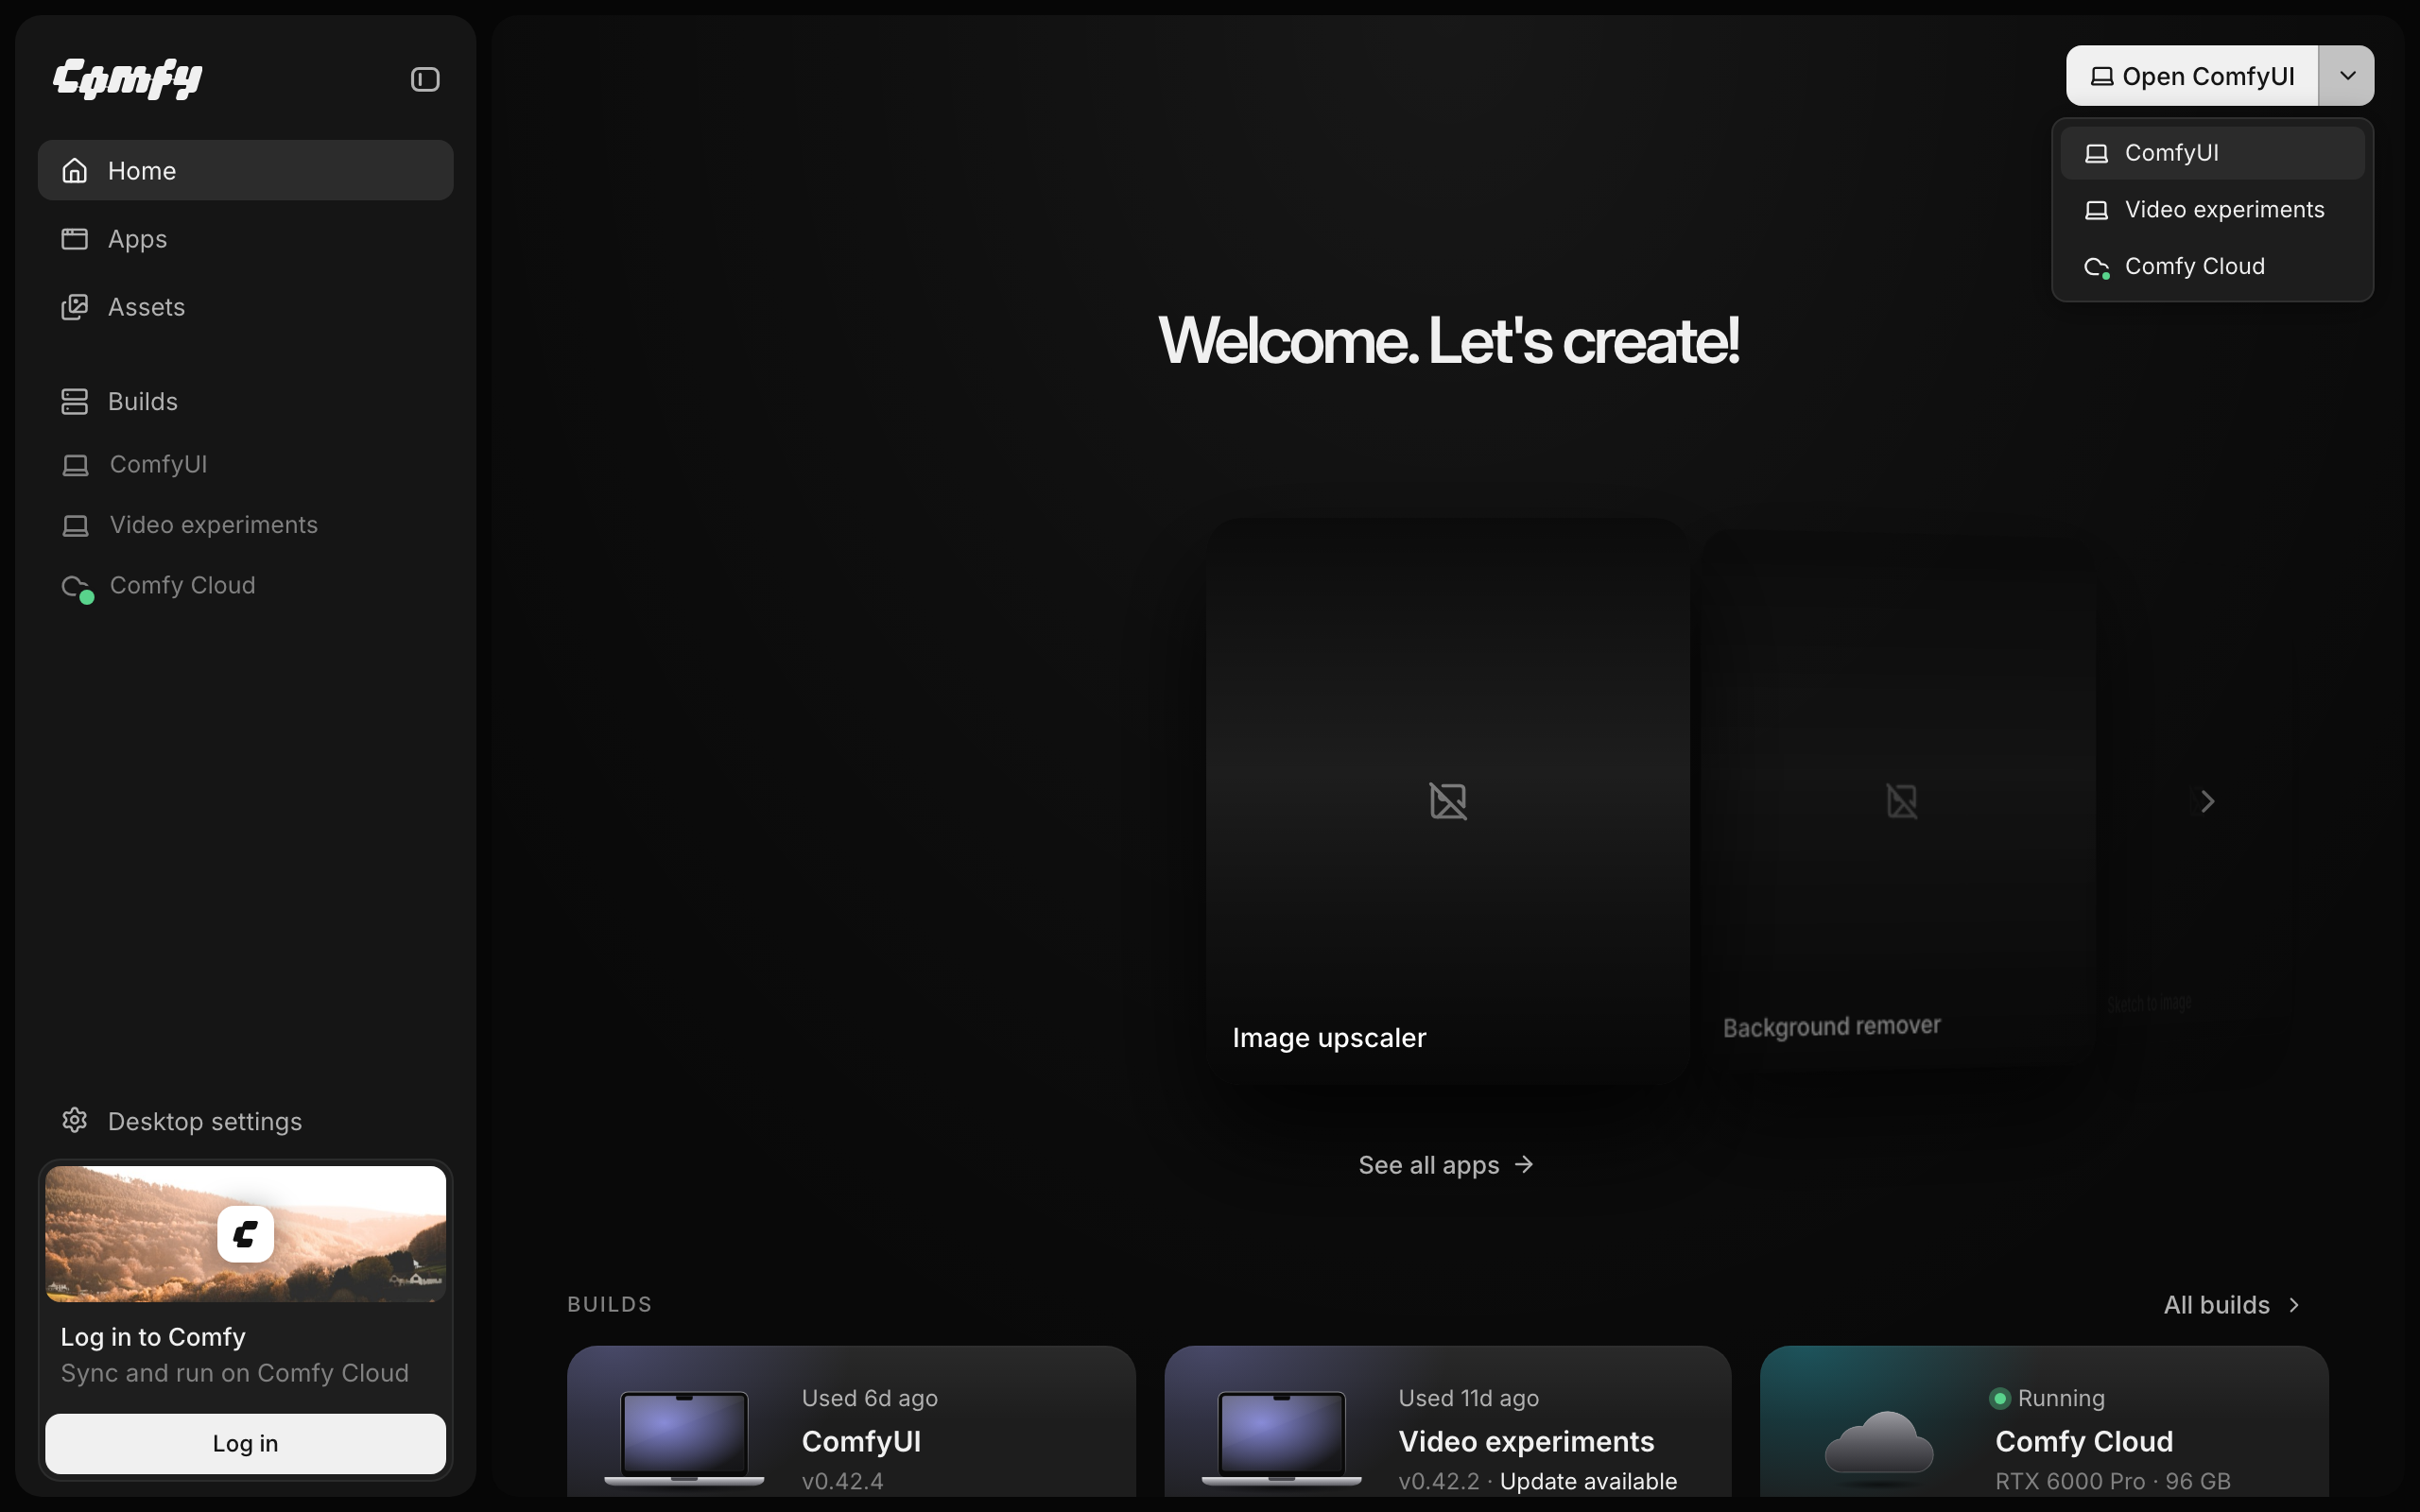 Comfy
Home
Apps
Assets
Builds
ComfyUI
Video experiments
Comfy Cloud
Desktop settings
Log in to Comfy
Sync and run on Comfy Cloud
Log in
Open ComfyUI
ComfyUI
Video experiments
Comfy Cloud
Welcome. Let's create!
Image upscaler
Background remover
Sketch to image
See all apps
BUILDS
All builds
Used 6d ago
ComfyUI
v0.42.4
Used 11d ago
Video experiments
v0.42.2 · Update available
Running
Comfy Cloud
RTX 6000 Pro · 96 GB